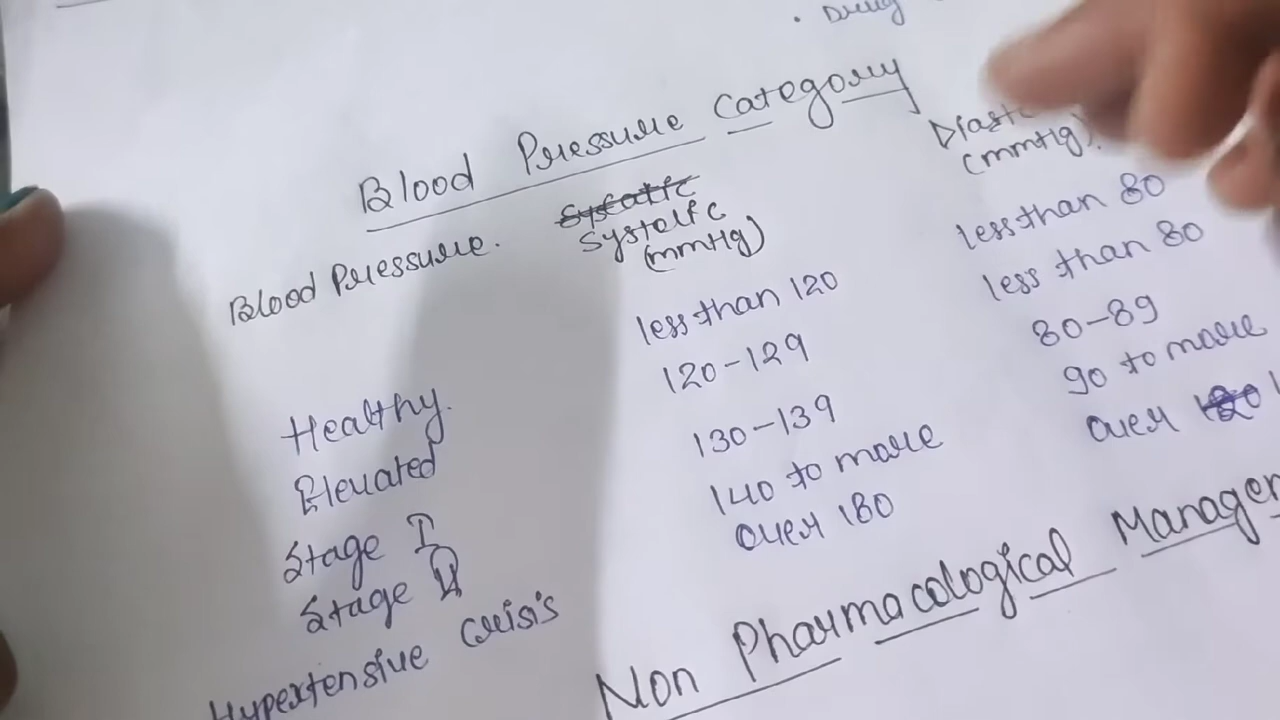 • Drug
Blood Pressure Category
Blood Pressure. Systolic (mmHg) (mmHg).
Healthy. less than 120 less than 80
Elevated 120-129 less than 80
Stage I 130-139 80-89
Stage II 140 to more 90 to more
Hypertensive Crisis over 180 over
Non Pharmacological